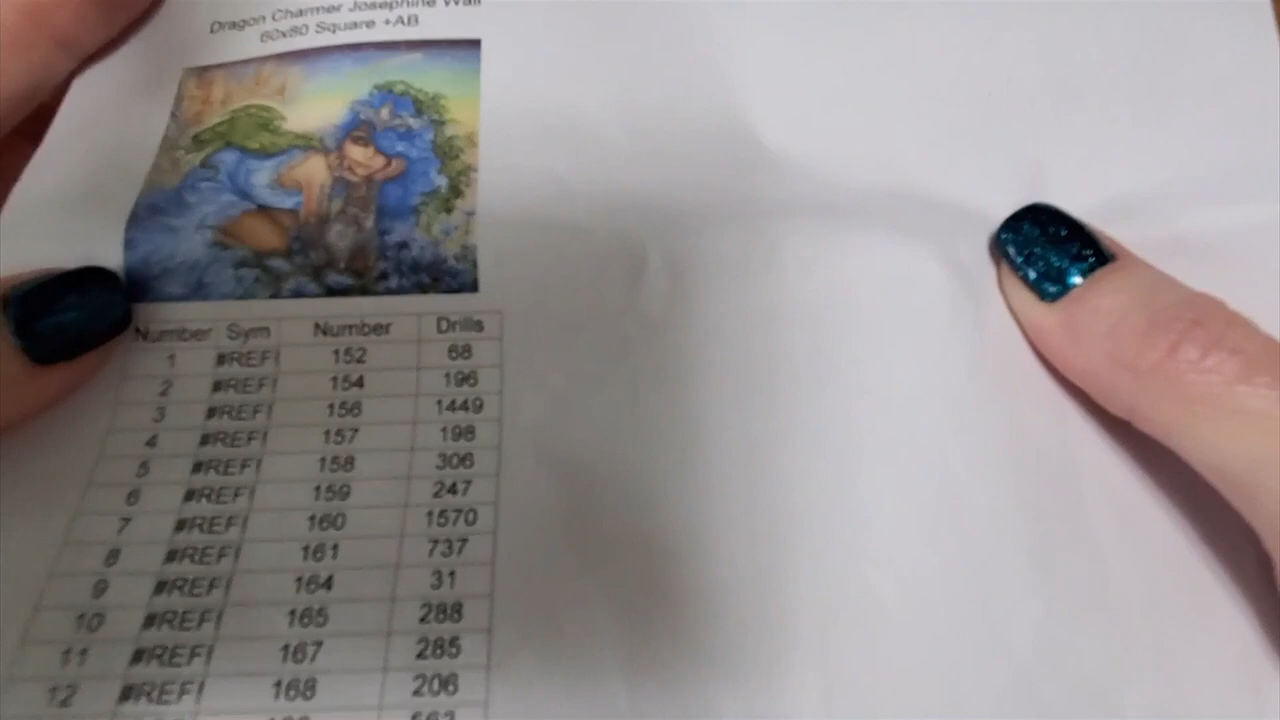 Dragon Charmer Josephine Wall
60x80 Square +AB
Number Sym Number Drills
1 #REF! 152 68
2 #REF! 154 196
3 #REF! 156 1449
4 #REF! 157 198
5 #REF! 158 306
6 #REF! 159 247
7 #REF! 160 1570
8 #REF! 161 737
9 #REF! 164 31
10 #REF! 165 288
11 #REF! 167 285
12 #REF! 168 206